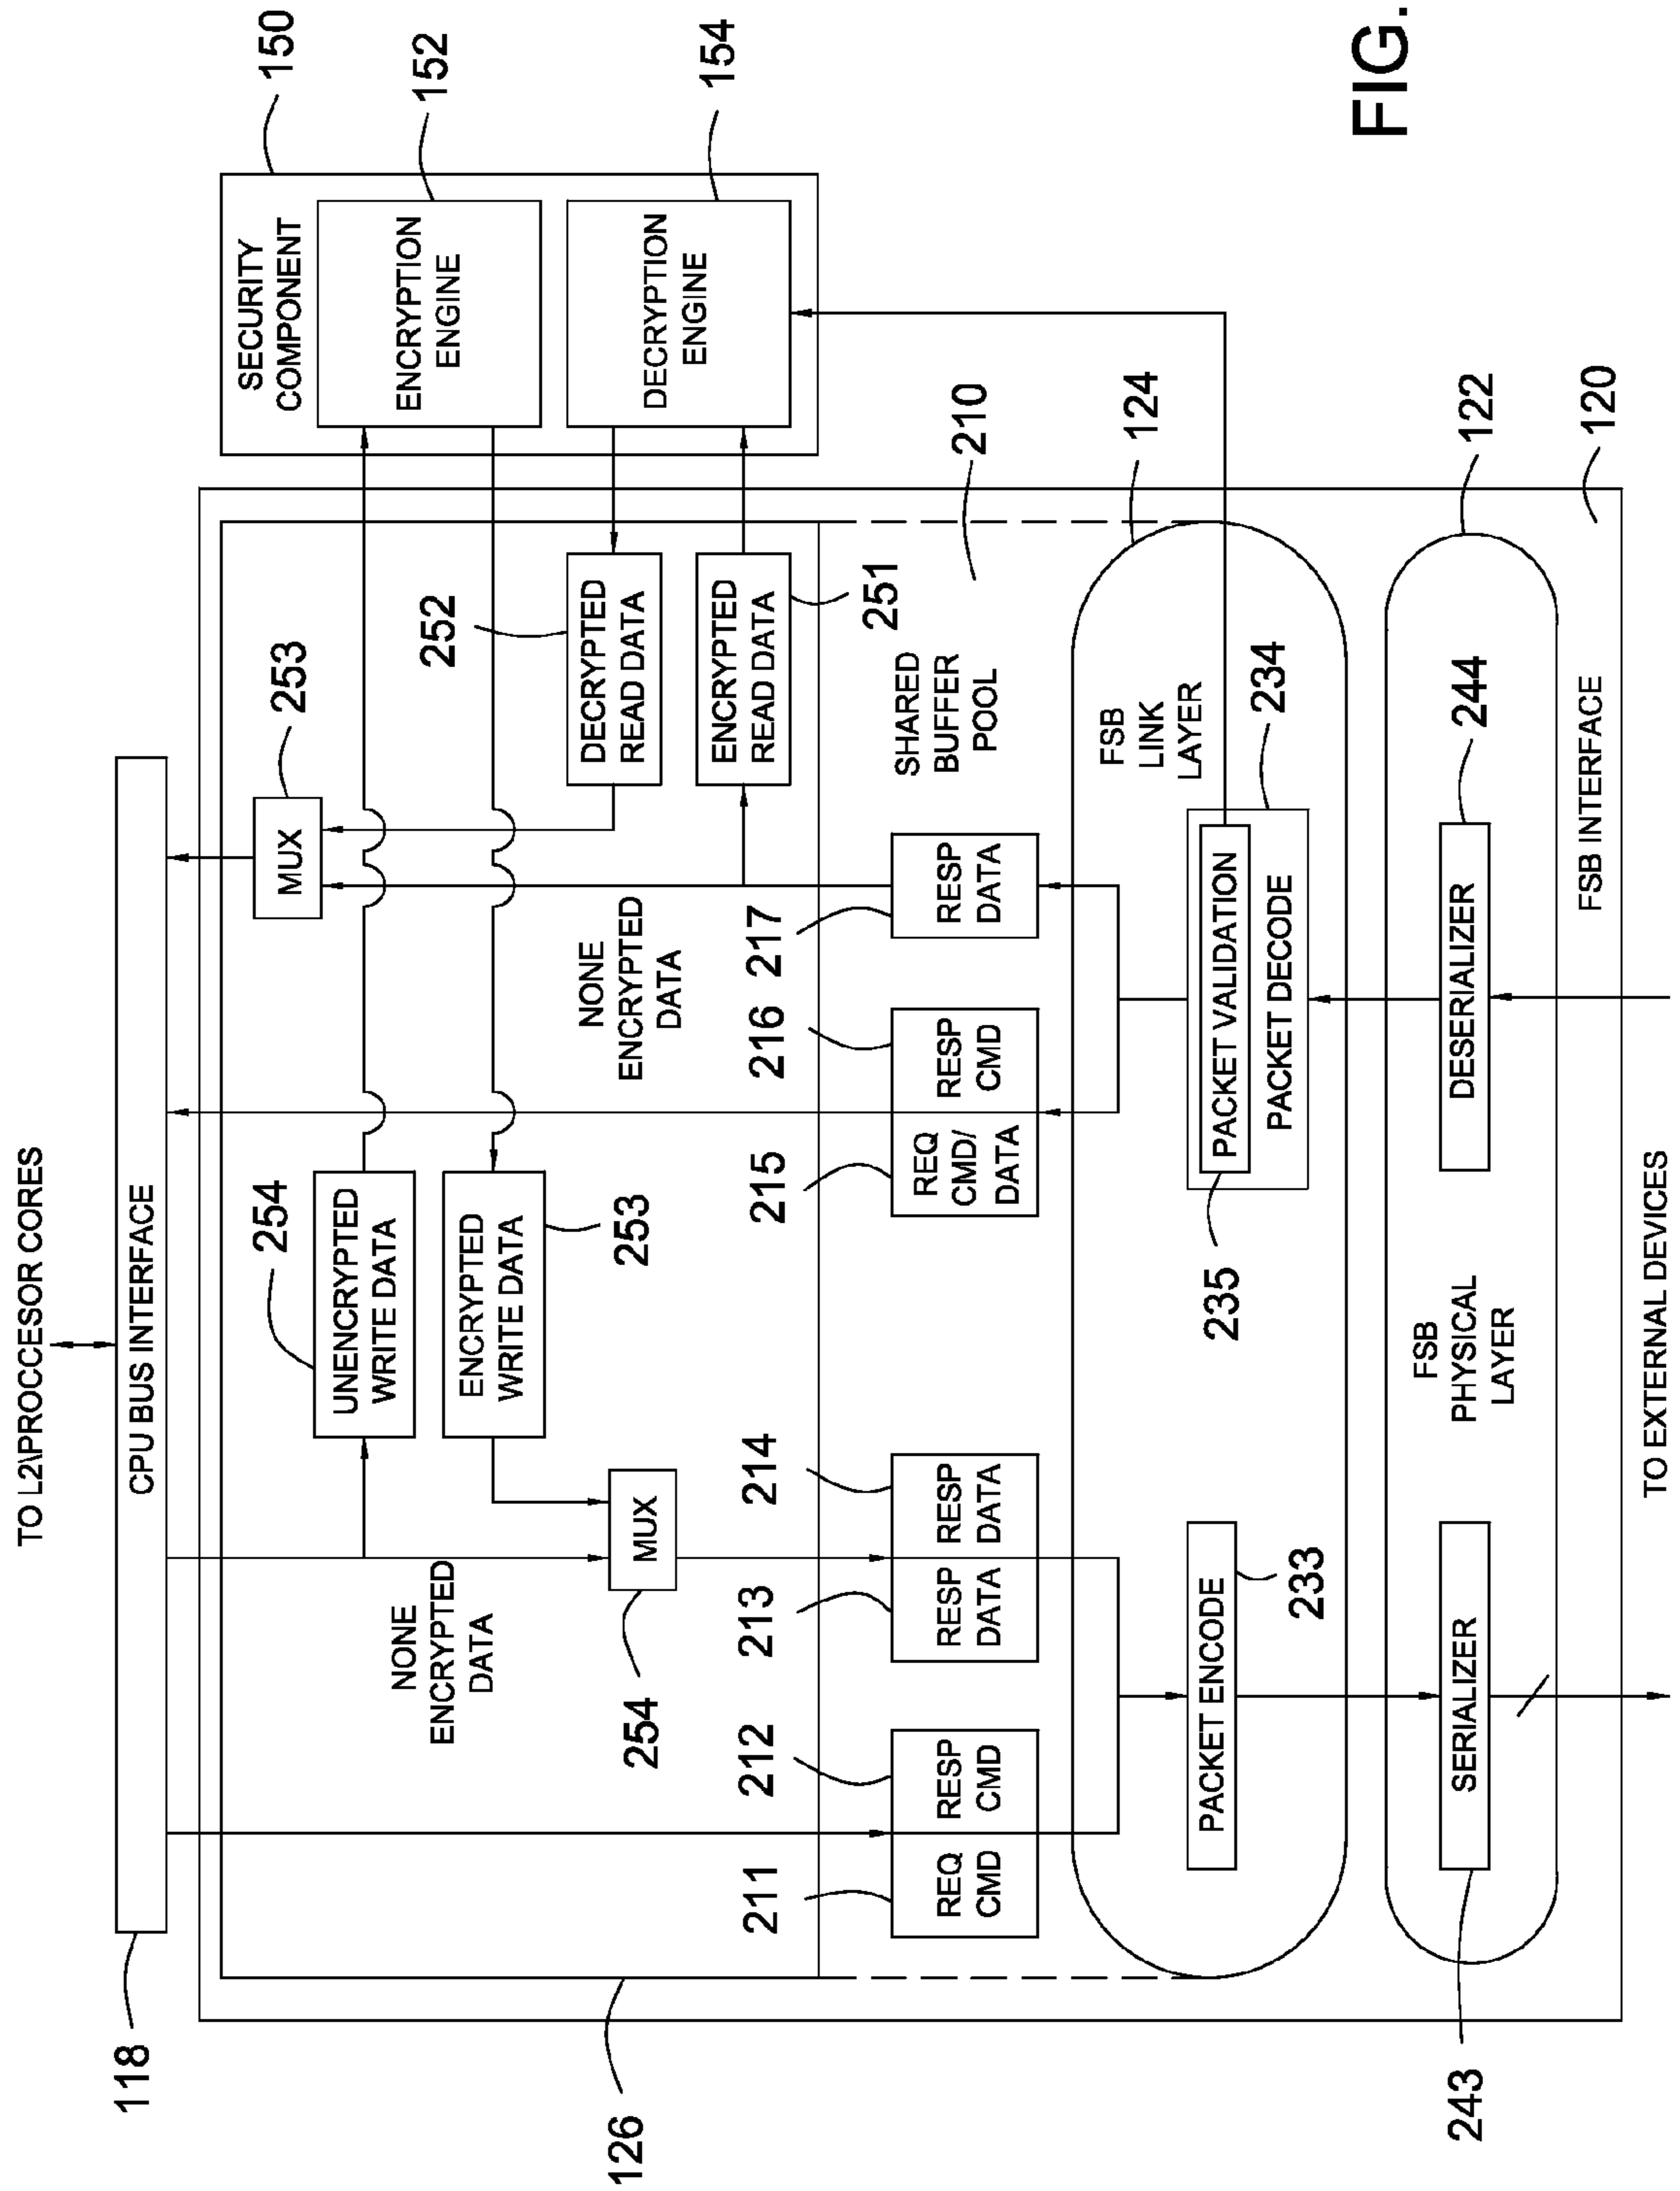 TO L2\PROCCESOR CORES
118
CPU BUS INTERFACE
126
NONE
ENCRYPTED
DATA
254
UNENCRYPTED
WRITE DATA
ENCRYPTED
WRITE DATA
253
MUX
254
NONE
ENCRYPTED
DATA
253
MUX
252
DECRYPTED
READ DATA
ENCRYPTED
READ DATA
251
SECURITY
COMPONENT
150
ENCRYPTION
ENGINE
152
DECRYPTION
ENGINE
154
211
212
213
214
215
216
217
REQ
CMD
RESP
CMD
RESP
DATA
RESP
DATA
REQ
CMD/
DATA
RESP
CMD
RESP
DATA
SHARED
BUFFER
POOL
210
FSB
LINK
LAYER
124
PACKET ENCODE
233
PACKET VALIDATION
PACKET DECODE
234
235
243
SERIALIZER
FSB
PHYSICAL
LAYER
DESERIALIZER
244
122
FSB INTERFACE
120
TO EXTERNAL DEVICES
FIG.